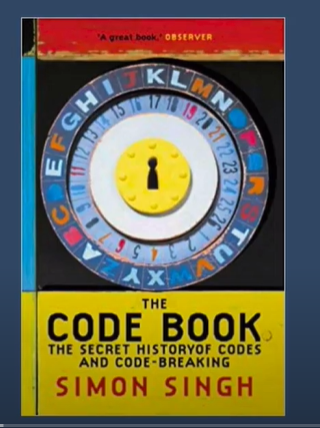 "A great book," OBSERVER
A B C D E F G H I J K L M N O P Q R S T U V W X Y Z
THE
CODE BOOK
THE SECRET HISTORYOF CODES
AND CODE-BREAKING
SIMON SINGH